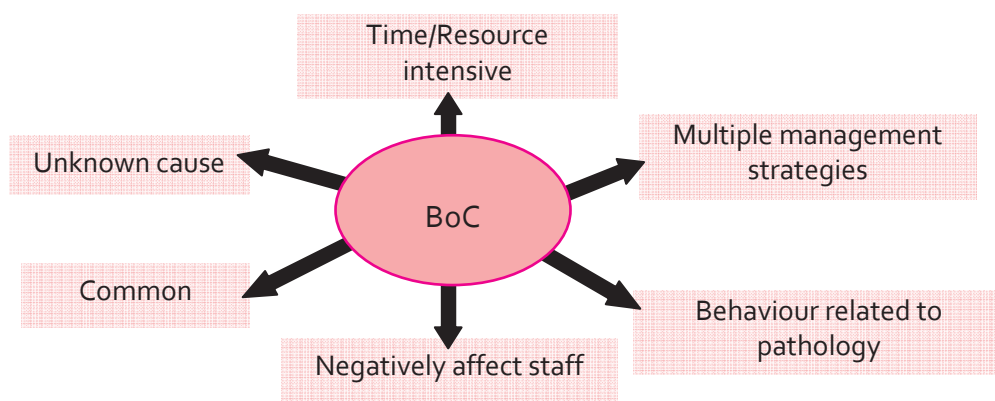 Time/Resource
intensive
Unknown cause
Multiple management
strategies
BoC
Common
Behaviour related to
pathology
Negatively affect staff